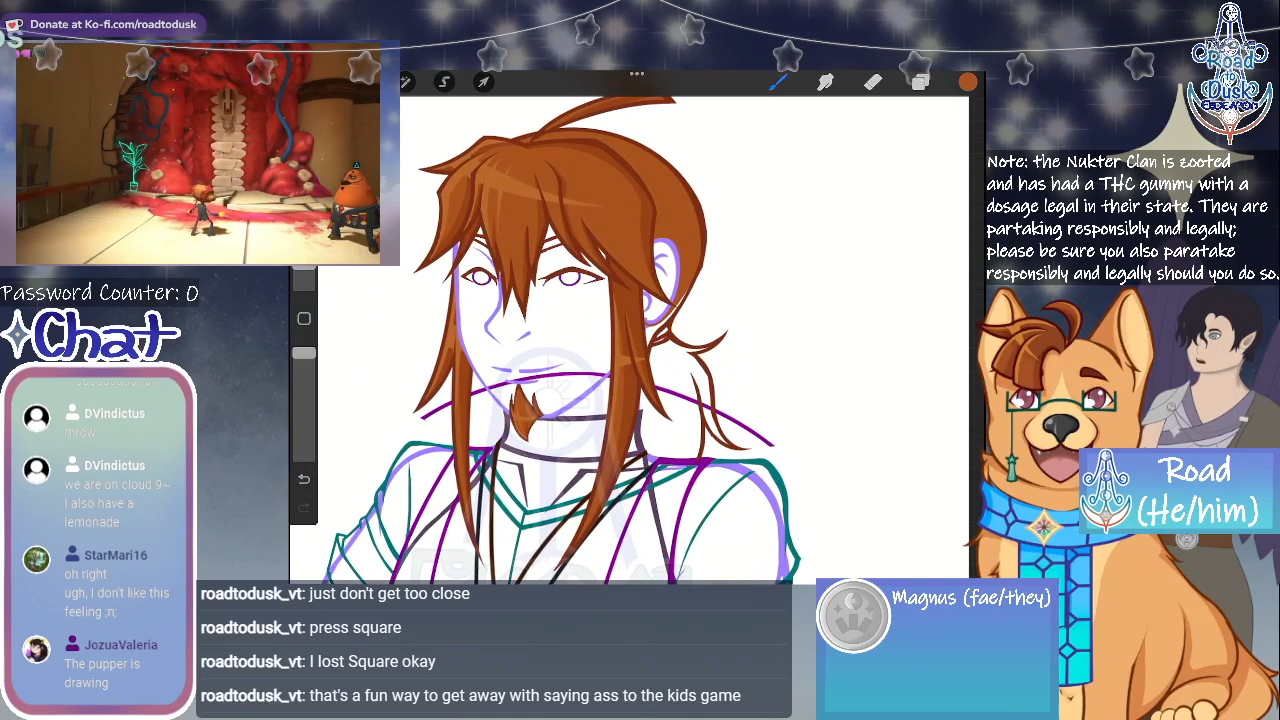 Donate at Ko-fi.com/roadtodusk
Road
to
Dusk
Note: the Nukter Clan is zooted
and has had a THC gummy with a
dosage legal in their state. They are
partaking responsibly and legally;
please be sure you also paratake
responsibly and legally should you do so.
Password Counter: 0
Chat
DVindictus
mrow
DVindictus
we are on cloud 9~
I also have a
lemonade
StarMari16
oh right
ugh, I don't like this
feeling ;n;
JozuaValeria
The pupper is
drawing
Road
(He/him)
Magnus (fae/they)
roadtodusk_vt: just don't get too close
roadtodusk_vt: press square
roadtodusk_vt: I lost Square okay
roadtodusk_vt: that's a fun way to get away with saying ass to the kids game